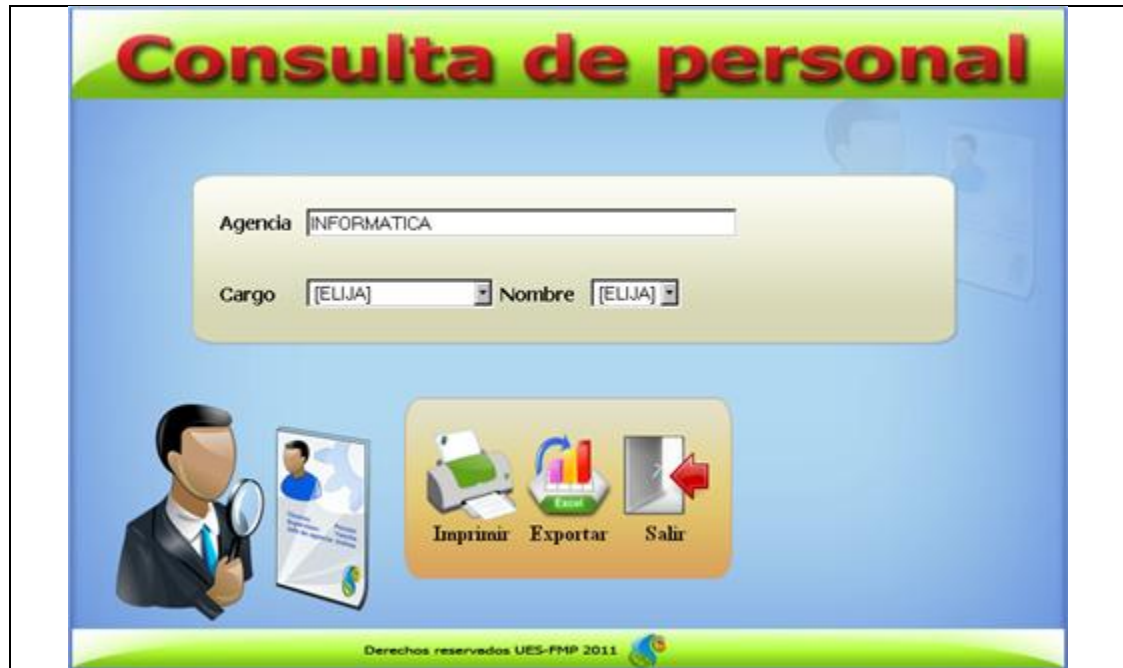 Consulta de personal
Agencia INFORMATICA
Cargo [ELIJA] Nombre [ELIJA]
Excel
Imprimir Exportar Salir
Derechos reservados UES-FMP 2011